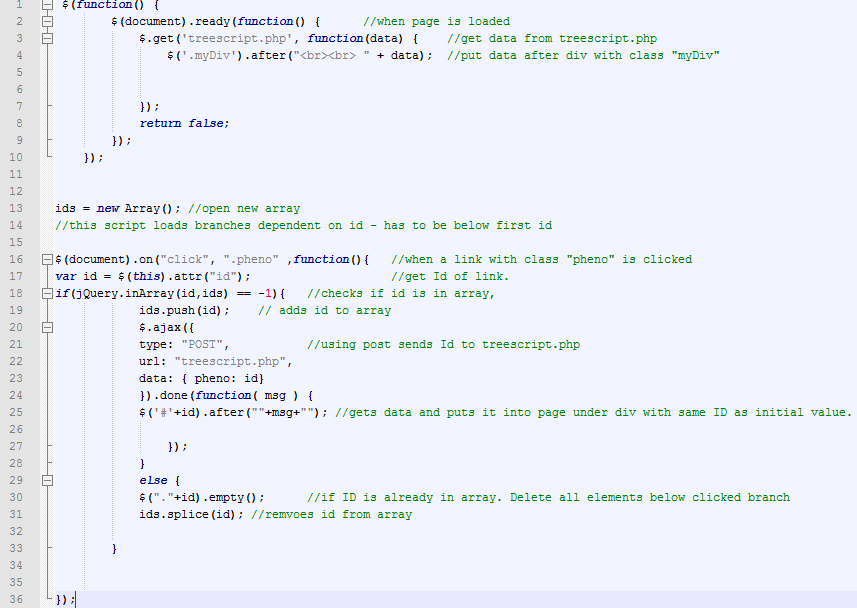 1 $(function() {
2 $(document).ready(function() { //when page is loaded
3 $.get('treescript.php', function(data) { //get data from treescript.php
4 $('.myDiv').after("<br><br> " + data); //put data after div with class "myDiv"
5
6
7 });
8 return false;
9 });
10 });
11
12
13 ids = new Array(); //open new array
14 //this script loads branches dependent on id - has to be below first id
15
16 $(document).on("click", ".pheno" ,function(){ //when a link with class "pheno" is clicked
17 var id = $(this).attr("id"); //get Id of link.
18 if(jQuery.inArray(id,ids) == -1){ //checks if id is in array,
19 ids.push(id); // adds id to array
20 $.ajax({
21 type: "POST", //using post sends Id to treescript.php
22 url: "treescript.php",
23 data: { pheno: id}
24 }).done(function( msg ) {
25 $('#'+id).after(""+msg+""); //gets data and puts it into page under div with same ID as initial value.
26
27 });
28 }
29 else {
30 $("."+id).empty(); //if ID is already in array. Delete all elements below clicked branch
31 ids.splice(id); //remvoes id from array
32
33 }
34
35
36 });